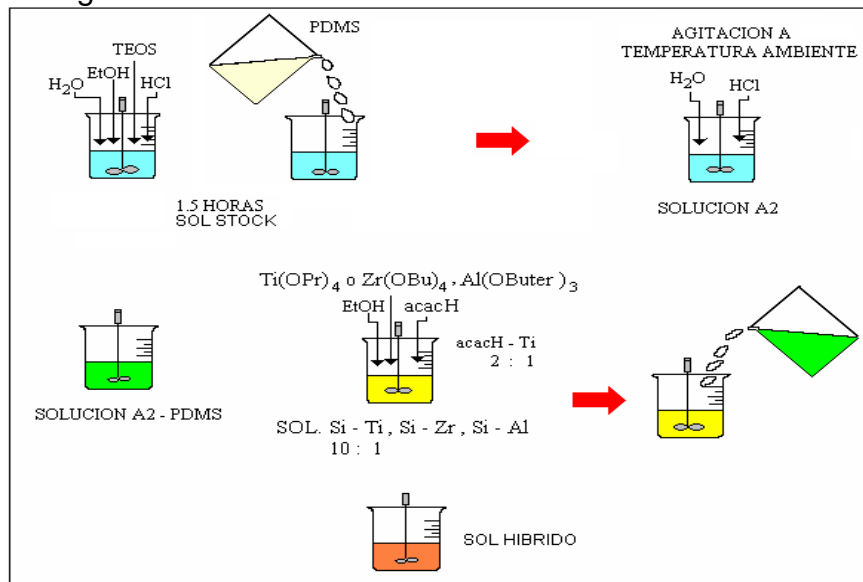 PDMS
AGITACION A
TEMPERATURA AMBIENTE
TEOS
EtOH
H₂O
HCl
H₂O
HCl
1.5 HORAS
SOL STOCK
SOLUCION A2
Ti(OPr)₄ o Zr(OBu)₄ , Al(OButer )₃
EtOH acacH
acacH - Ti
2 : 1
SOLUCION A2 - PDMS
SOL. Si - Ti , Si - Zr , Si - Al
10 : 1
SOL HIBRIDO